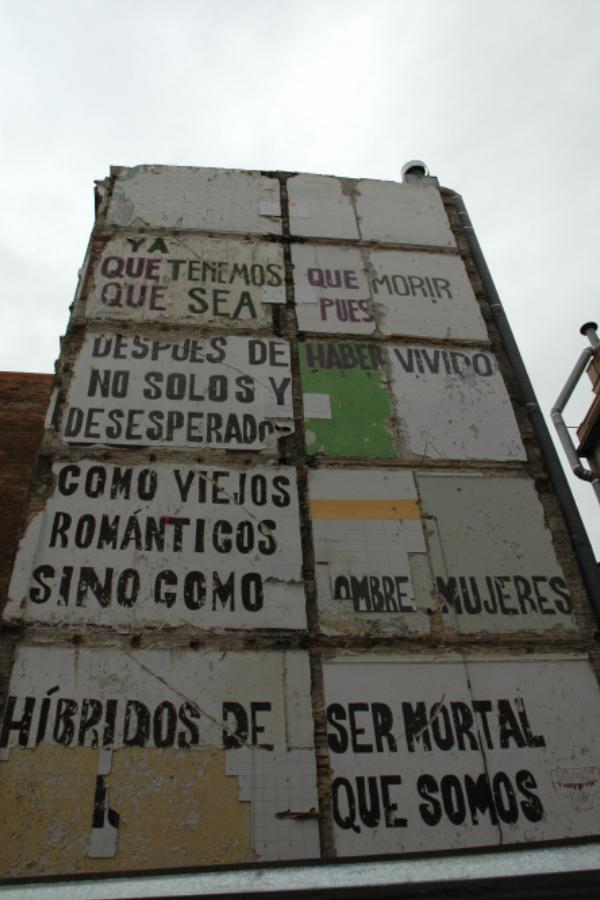 YA
QUE TENEMOS QUE MORIR
QUE SEA PUES
DESPUES DE HABER VIVIDO
NO SOLOS Y
DESESPERADOS
COMO VIEJOS
ROMÁNTICOS
SINO COMO OMBRE MUJERES
HÍBRIDOS DE SER MORTAL
QUE SOMOS